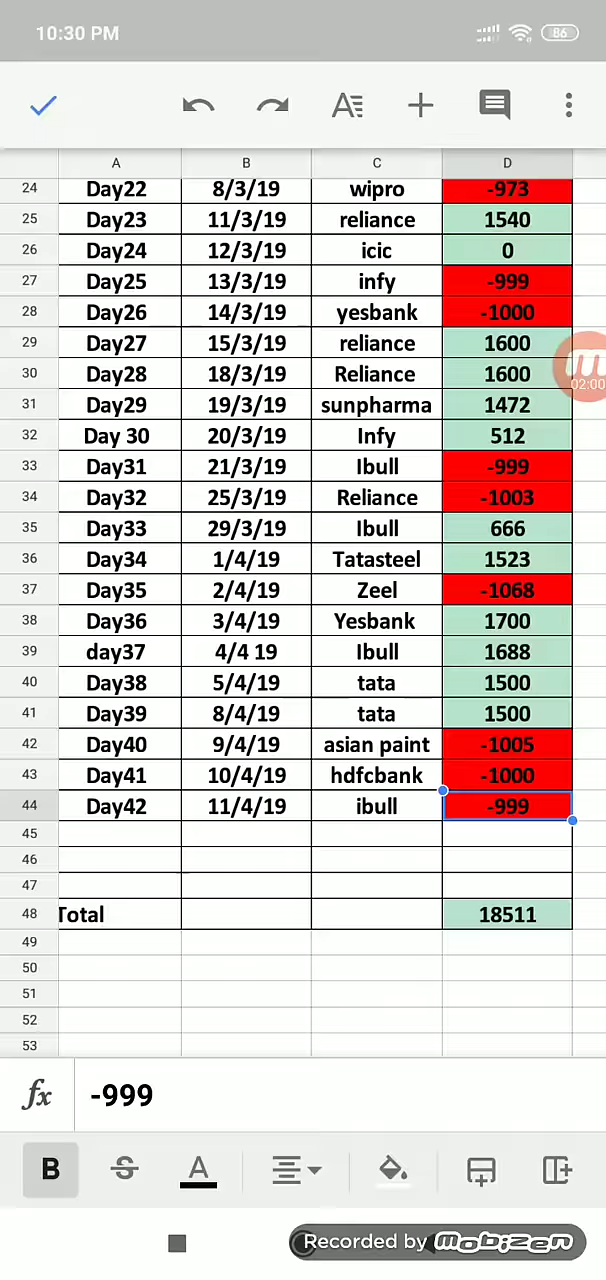 10:30 PM 86
A B C D
24 Day22 8/3/19 wipro -973
25 Day23 11/3/19 reliance 1540
26 Day24 12/3/19 icic 0
27 Day25 13/3/19 infy -999
28 Day26 14/3/19 yesbank -1000
29 Day27 15/3/19 reliance 1600
30 Day28 18/3/19 Reliance 1600
02:00
31 Day29 19/3/19 sunpharma 1472
32 Day 30 20/3/19 Infy 512
33 Day31 21/3/19 Ibull -999
34 Day32 25/3/19 Reliance -1003
35 Day33 29/3/19 Ibull 666
36 Day34 1/4/19 Tatasteel 1523
37 Day35 2/4/19 Zeel -1068
38 Day36 3/4/19 Yesbank 1700
39 day37 4/4 19 Ibull 1688
40 Day38 5/4/19 tata 1500
41 Day39 8/4/19 tata 1500
42 Day40 9/4/19 asian paint -1005
43 Day41 10/4/19 hdfcbank -1000
44 Day42 11/4/19 ibull -999
45
46
47
48 Total 18511
49
50
51
52
53
fx -999
B S A
Recorded by mobizen